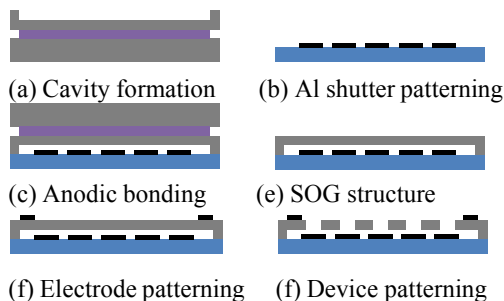 (a) Cavity formation
(b) Al shutter patterning
(c) Anodic bonding
(e) SOG structure
(f) Electrode patterning
(f) Device patterning